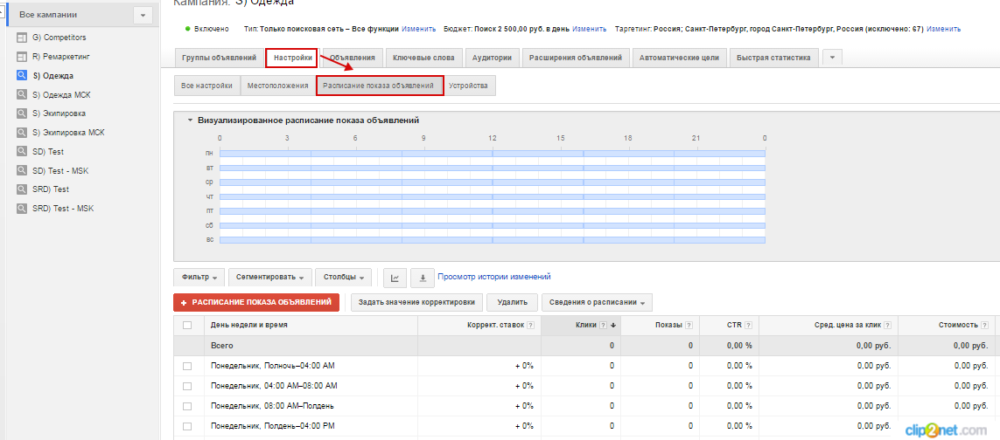 Все кампании
G) Competitors
R) Ремаркетинг
S) Одежда
S) Одежда МСК
S) Экипировка
S) Экипировка МСК
SD) Test
SD) Test - MSK
SRD) Test
SRD) Test - MSK
Кампания: S) Одежда
Включено Тип: Только поисковая сеть – Все функции Изменить Бюджет: Поиск 2 500,00 руб. в день Изменить Таргетинг: Россия; Санкт-Петербург, город Санкт-Петербург, Россия (исключено: 67) Изменить
Группы объявлений Настройки Объявления Ключевые слова Аудитории Расширения объявлений Автоматические цели Быстрая статистика
Все настройки Местоположения Расписание показа объявлений Устройства
Визуализированное расписание показа объявлений
0 3 6 9 12 15 18 21 0
пн
вт
ср
чт
пт
сб
вс
Фильтр Сегментировать Столбцы Просмотр истории изменений
+ РАСПИСАНИЕ ПОКАЗА ОБЪЯВЛЕНИЙ Задать значение корректировки Удалить Сведения о расписании
День недели и время Коррект. ставок ? Клики ? Показы ? CTR ? Сред. цена за клик ? Стоимость ?
Всего 0 0 0,00 % 0,00 руб. 0,00 руб.
Понедельник, Полночь–04:00 AM + 0% 0 0 0,00 % 0,00 руб. 0,00 руб.
Понедельник, 04:00 AM–08:00 AM + 0% 0 0 0,00 % 0,00 руб. 0,00 руб.
Понедельник, 08:00 AM–Полдень + 0% 0 0 0,00 % 0,00 руб. 0,00 руб.
Понедельник, Полдень–04:00 PM + 0% 0 0 0,00 % 0,00 руб. 0,00 руб.
clip2net.com